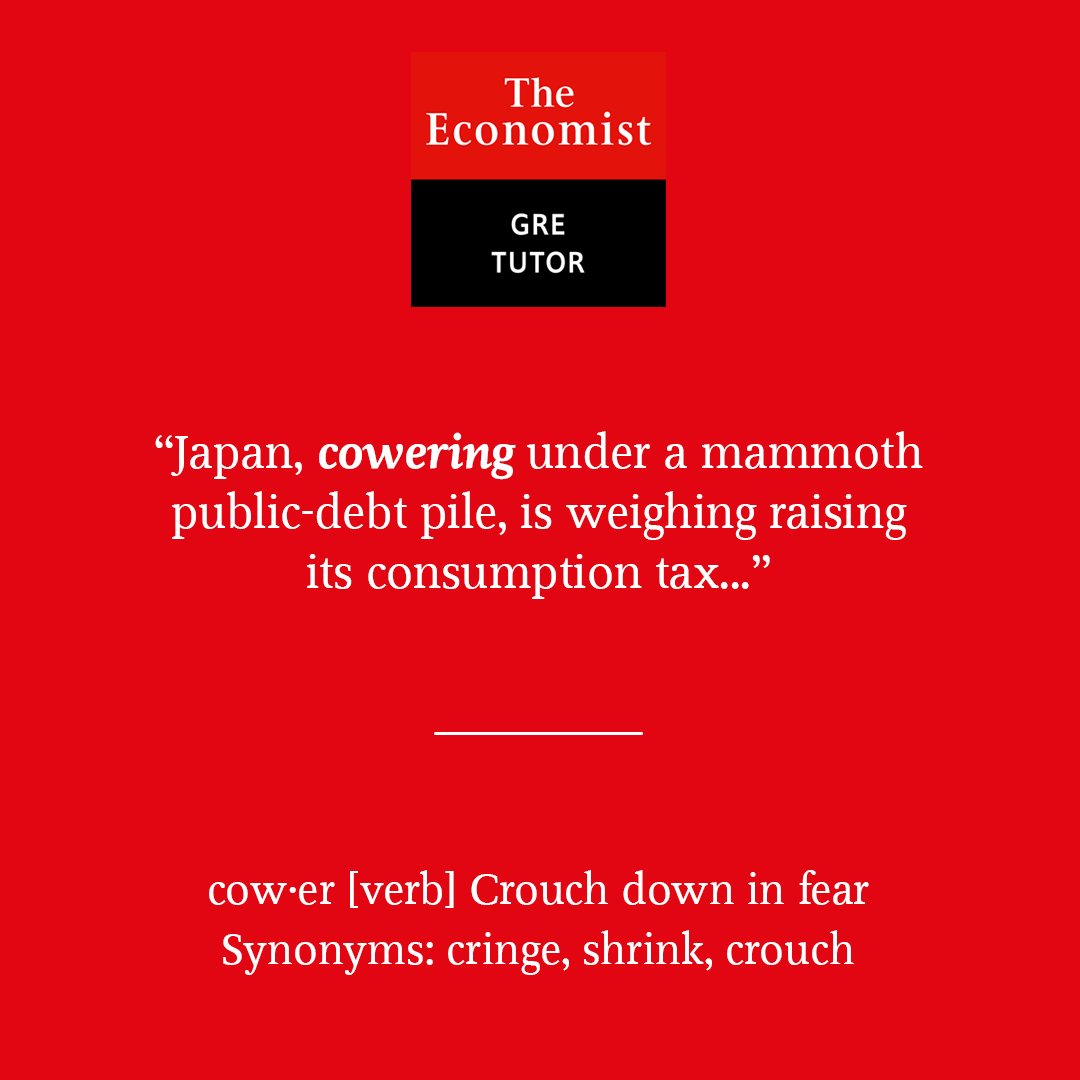 The
Economist
GRE
TUTOR
“Japan, cowering under a mammoth
public-debt pile, is weighing raising
its consumption tax...”
cow·er [verb] Crouch down in fear
Synonyms: cringe, shrink, crouch